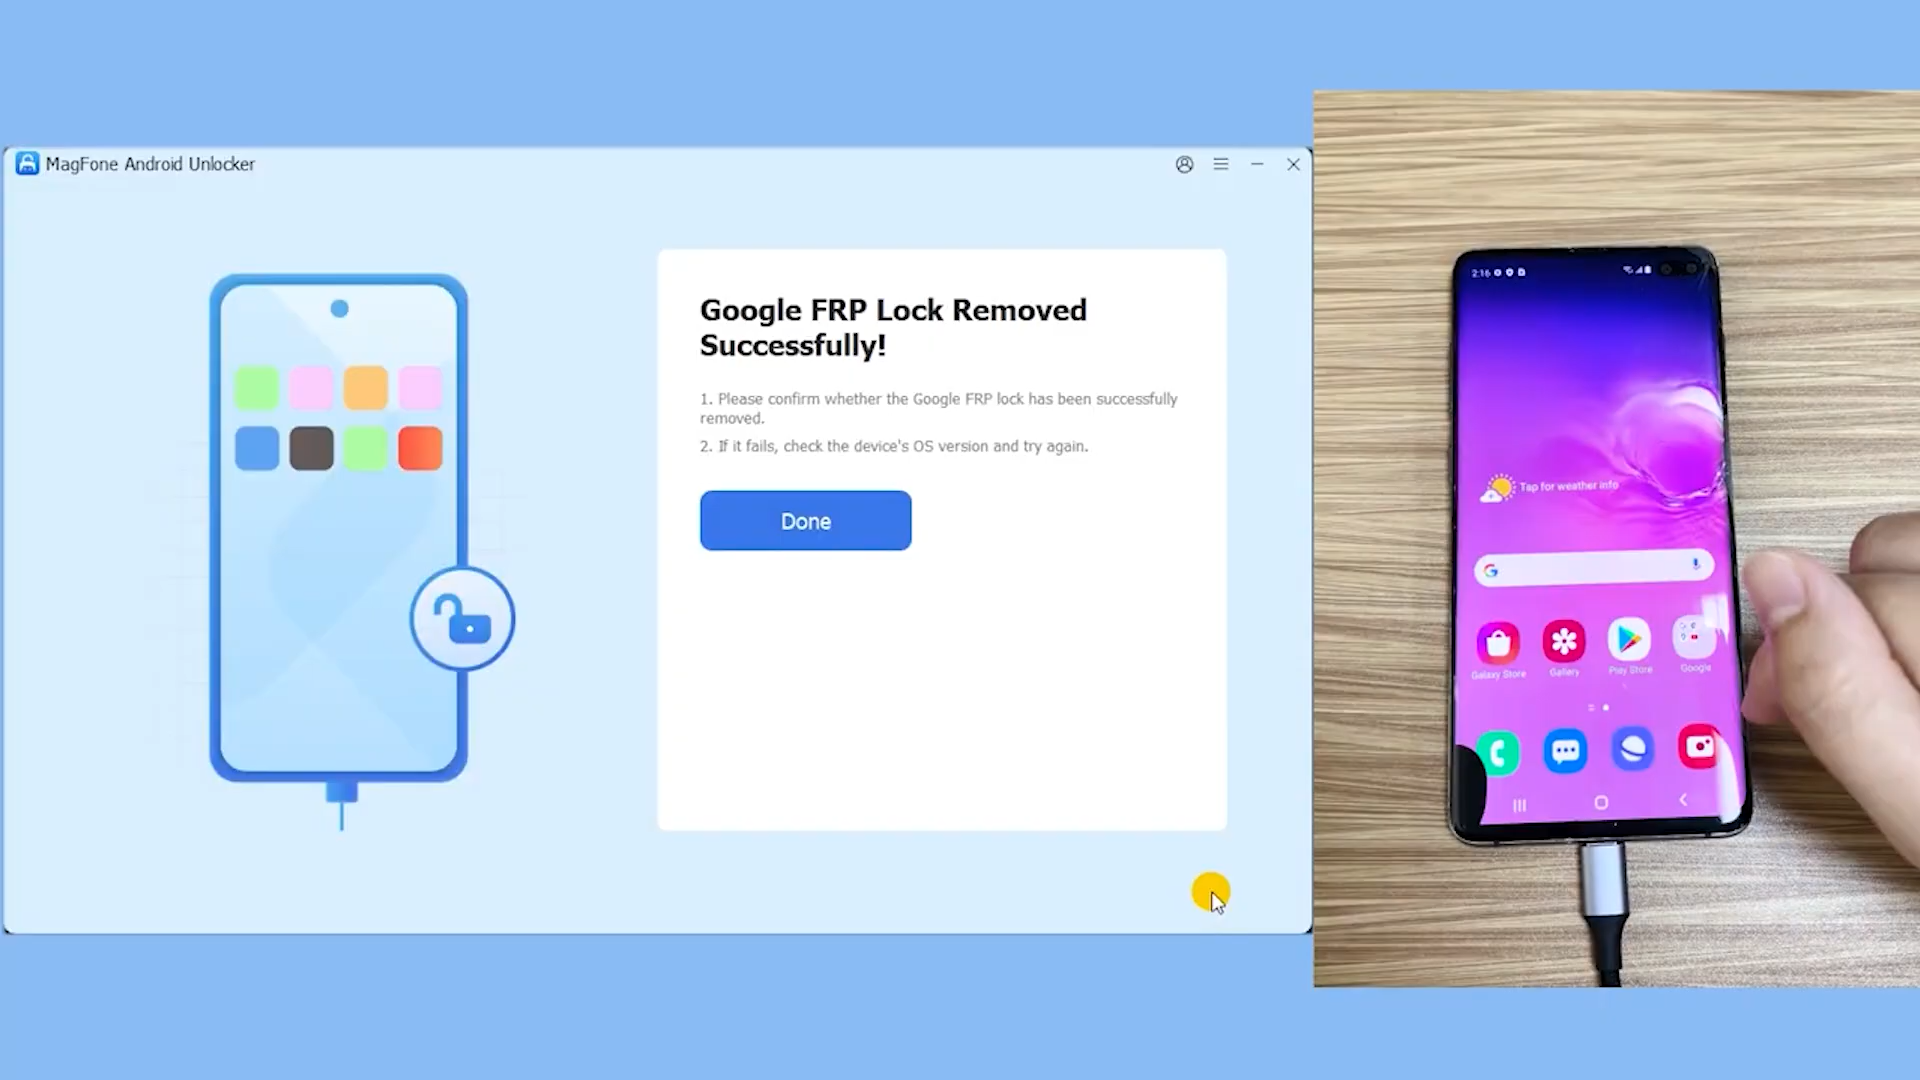 MagFone Android Unlocker
Google FRP Lock Removed
Successfully!
1. Please confirm whether the Google FRP lock has been successfully
removed.
2. If it fails, check the device's OS version and try again.
Done
2:16
Tap for weather info
Galaxy Store
Gallery
Play Store
Google